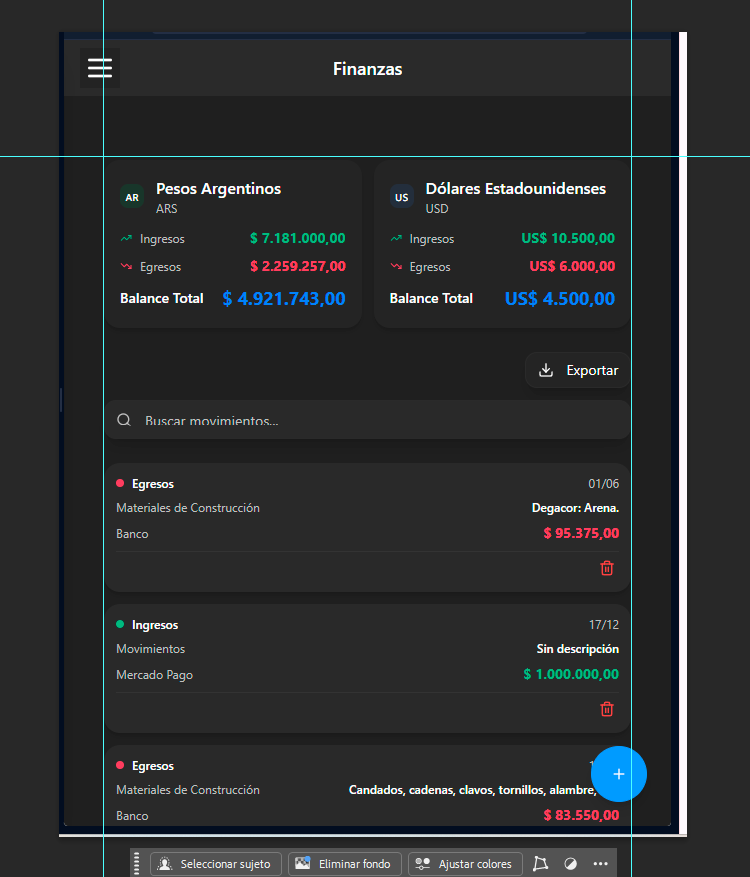 Finanzas
AR
Pesos Argentinos
ARS
Ingresos
$ 7.181.000,00
Egresos
$ 2.259.257,00
Balance Total
$ 4.921.743,00
US
Dólares Estadounidenses
USD
Ingresos
US$ 10.500,00
Egresos
US$ 6.000,00
Balance Total
US$ 4.500,00
Exportar
Buscar movimientos...
Egresos
01/06
Materiales de Construcción
Degacor: Arena.
Banco
$ 95.375,00
Ingresos
17/12
Movimientos
Sin descripción
Mercado Pago
$ 1.000.000,00
Egresos
Materiales de Construcción
Candados, cadenas, clavos, tornillos, alambre,
Banco
$ 83.550,00
Seleccionar sujeto
Eliminar fondo
Ajustar colores